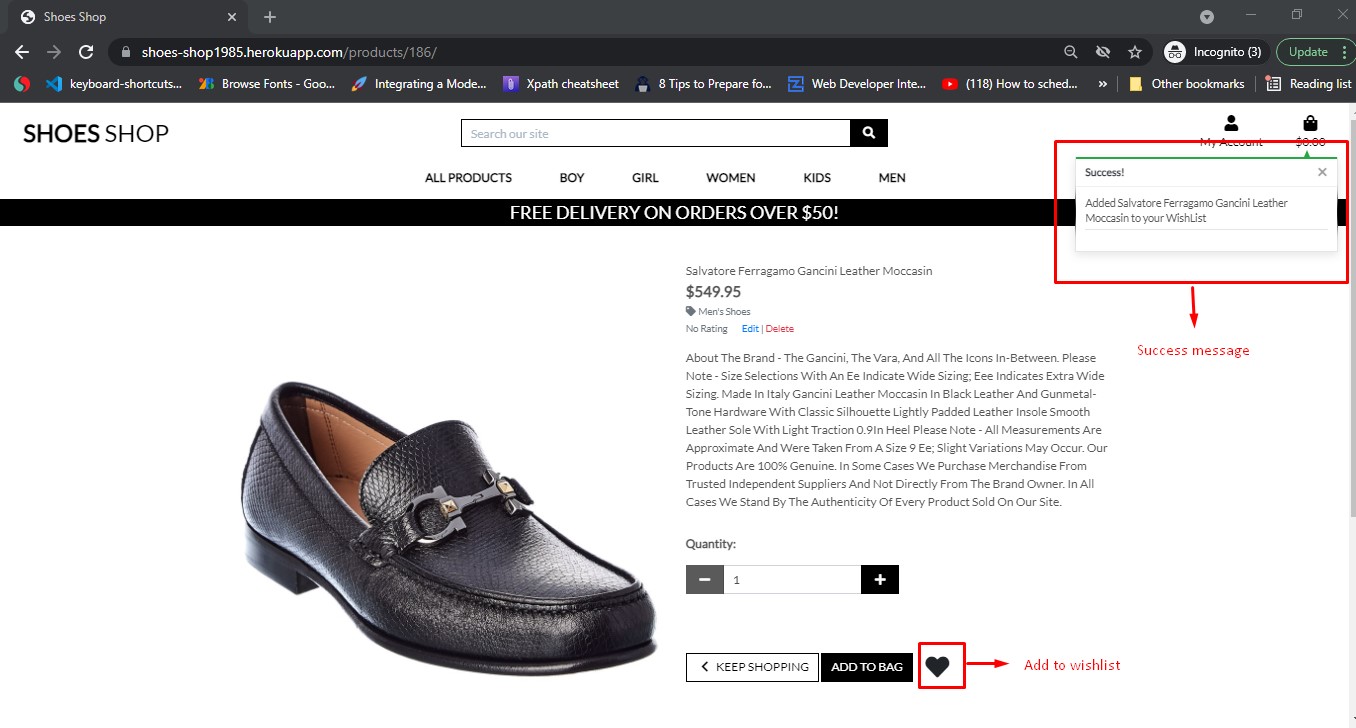 Shoes Shop
shoes-shop1985.herokuapp.com/products/186/
Incognito (3)
Update
keyboard-shortcuts...
Browse Fonts - Goo...
Integrating a Mode...
Xpath cheatsheet
8 Tips to Prepare fo...
Web Developer Inte...
(118) How to sched...
»
Other bookmarks
Reading list
SHOES SHOP
Search our site
My Account
$0.00
ALL PRODUCTS
BOY
GIRL
WOMEN
KIDS
MEN
Success!
Added Salvatore Ferragamo Gancini Leather
Moccasin to your WishList
FREE DELIVERY ON ORDERS OVER $50!
Success message
Salvatore Ferragamo Gancini Leather Moccasin
$549.95
Men's Shoes
No Rating Edit | Delete
About The Brand - The Gancini, The Vara, And All The Icons In-Between. Please
Note - Size Selections With An Ee Indicate Wide Sizing; Eee Indicates Extra Wide
Sizing. Made In Italy Gancini Leather Moccasin In Black Leather And Gunmetal-
Tone Hardware With Classic Silhouette Lightly Padded Leather Insole Smooth
Leather Sole With Light Traction 0.9In Heel Please Note - All Measurements Are
Approximate And Were Taken From A Size 9 Ee; Slight Variations May Occur. Our
Products Are 100% Genuine. In Some Cases We Purchase Merchandise From
Trusted Independent Suppliers And Not Directly From The Brand Owner. In All
Cases We Stand By The Authenticity Of Every Product Sold On Our Site.
Quantity:
1
KEEP SHOPPING
ADD TO BAG
Add to wishlist